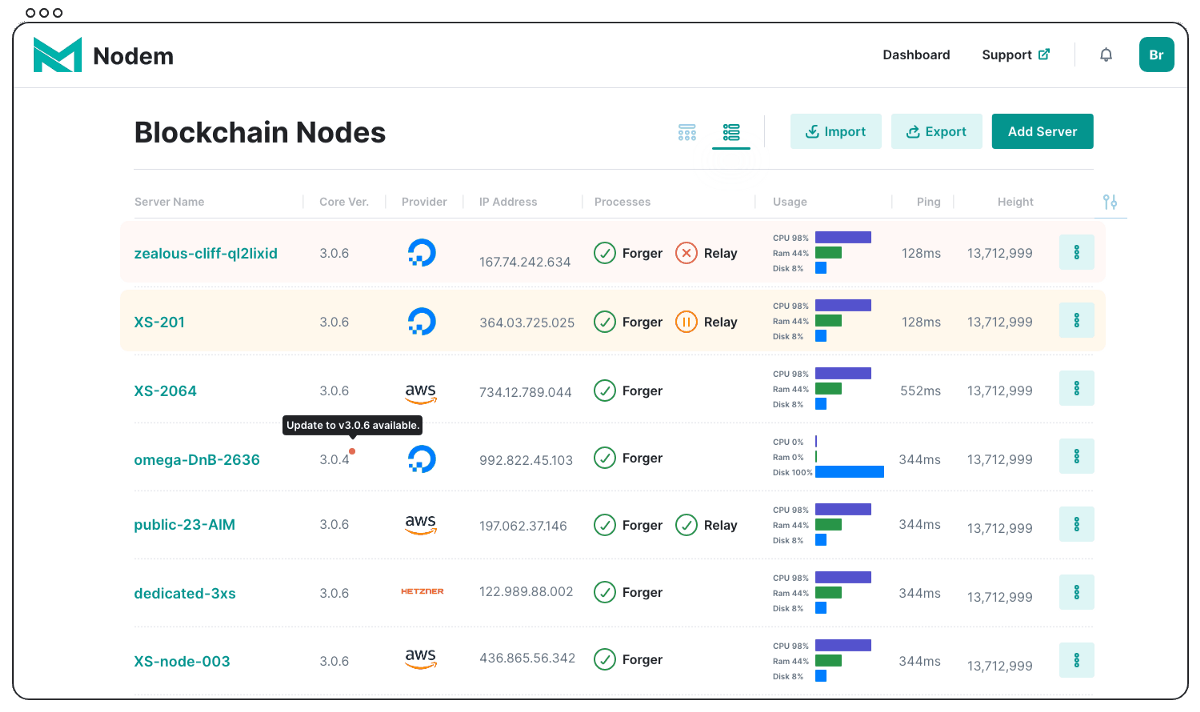 Nodem
Dashboard Support Br
Blockchain Nodes
Import Export Add Server
Server Name Core Ver. Provider IP Address Processes Usage Ping Height
zealous-cliff-ql2lixid 3.0.6 167.74.242.634 Forger Relay CPU 98% Ram 44% Disk 8% 128ms 13,712,999
XS-201 3.0.6 364.03.725.025 Forger Relay CPU 98% Ram 44% Disk 8% 128ms 13,712,999
XS-2064 3.0.6 aws 734.12.789.044 Forger CPU 98% Ram 44% Disk 8% 552ms 13,712,999
Update to v3.0.6 available.
omega-DnB-2636 3.0.4 992.822.45.103 Forger CPU 0% Ram 0% Disk 100% 344ms 13,712,999
public-23-AIM 3.0.6 aws 197.062.37.146 Forger Relay CPU 98% Ram 44% Disk 8% 344ms 13,712,999
dedicated-3xs 3.0.6 HETZNER 122.989.88.002 Forger CPU 98% Ram 44% Disk 8% 344ms 13,712,999
XS-node-003 3.0.6 aws 436.865.56.342 Forger CPU 98% Ram 44% Disk 8% 344ms 13,712,999